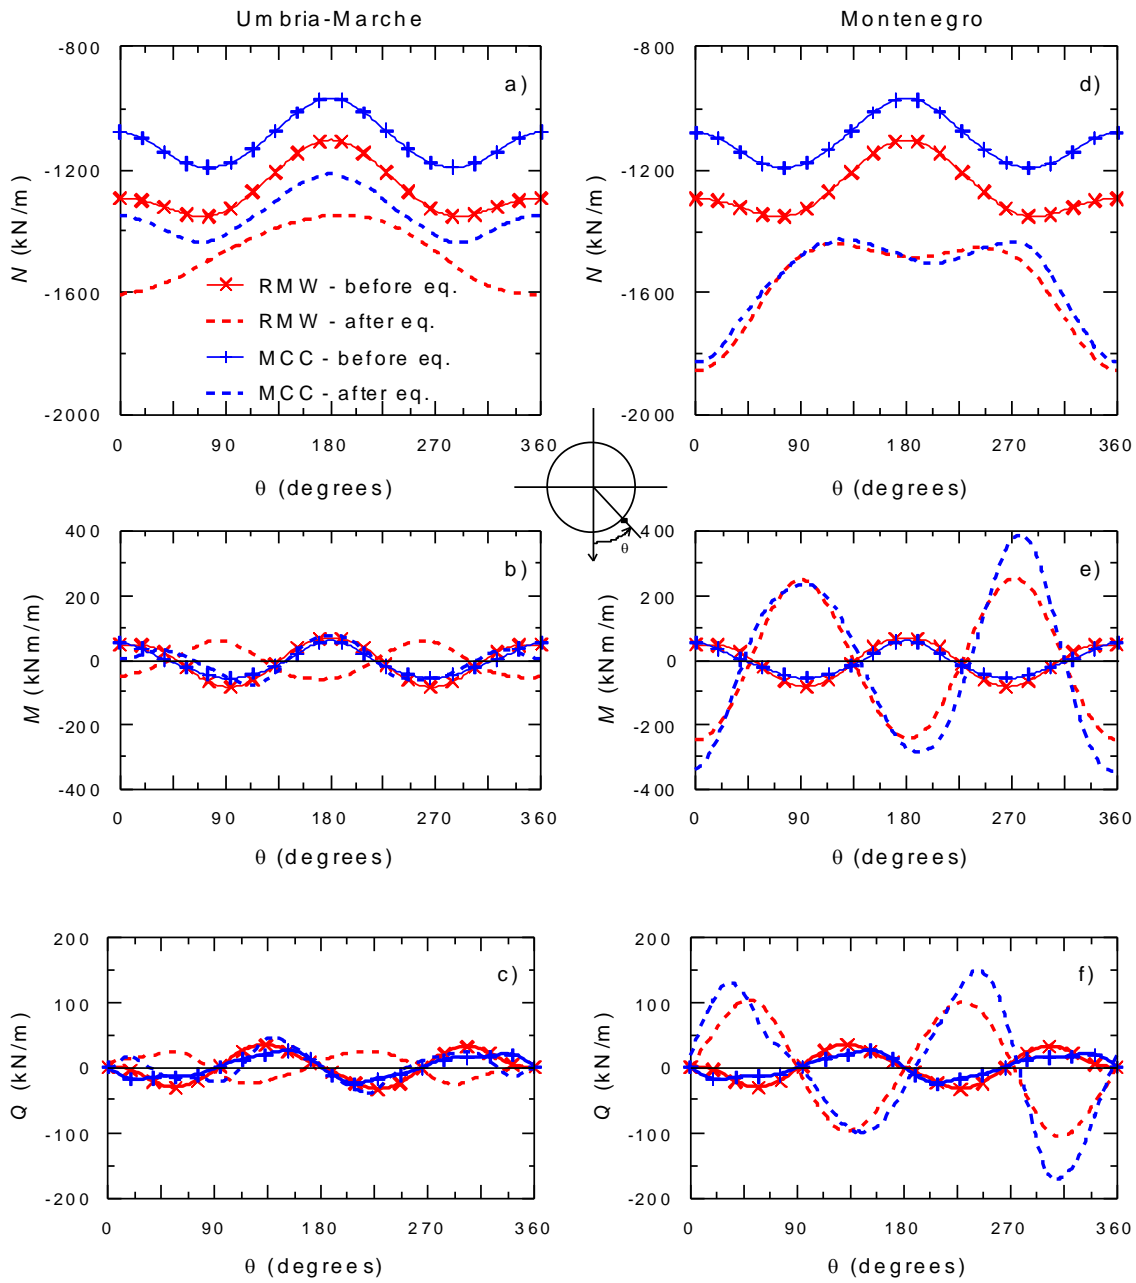 Umbria-Marche
Montenegro
-800
-1200
-1600
-2000
N (kN/m)
a)
RMW - before eq.
RMW - after eq.
MCC - before eq.
MCC - after eq.
0 90 180 270 360
θ (degrees)
-800
-1200
-1600
-2000
N (kN/m)
d)
0 90 180 270 360
θ (degrees)
θ
400
200
0
-200
-400
M (kNm/m)
b)
0 90 180 270 360
θ (degrees)
400
200
0
-200
-400
M (kNm/m)
e)
0 90 180 270 360
θ (degrees)
200
100
0
-100
-200
Q (kN/m)
c)
0 90 180 270 360
θ (degrees)
200
100
0
-100
-200
Q (kN/m)
f)
0 90 180 270 360
θ (degrees)